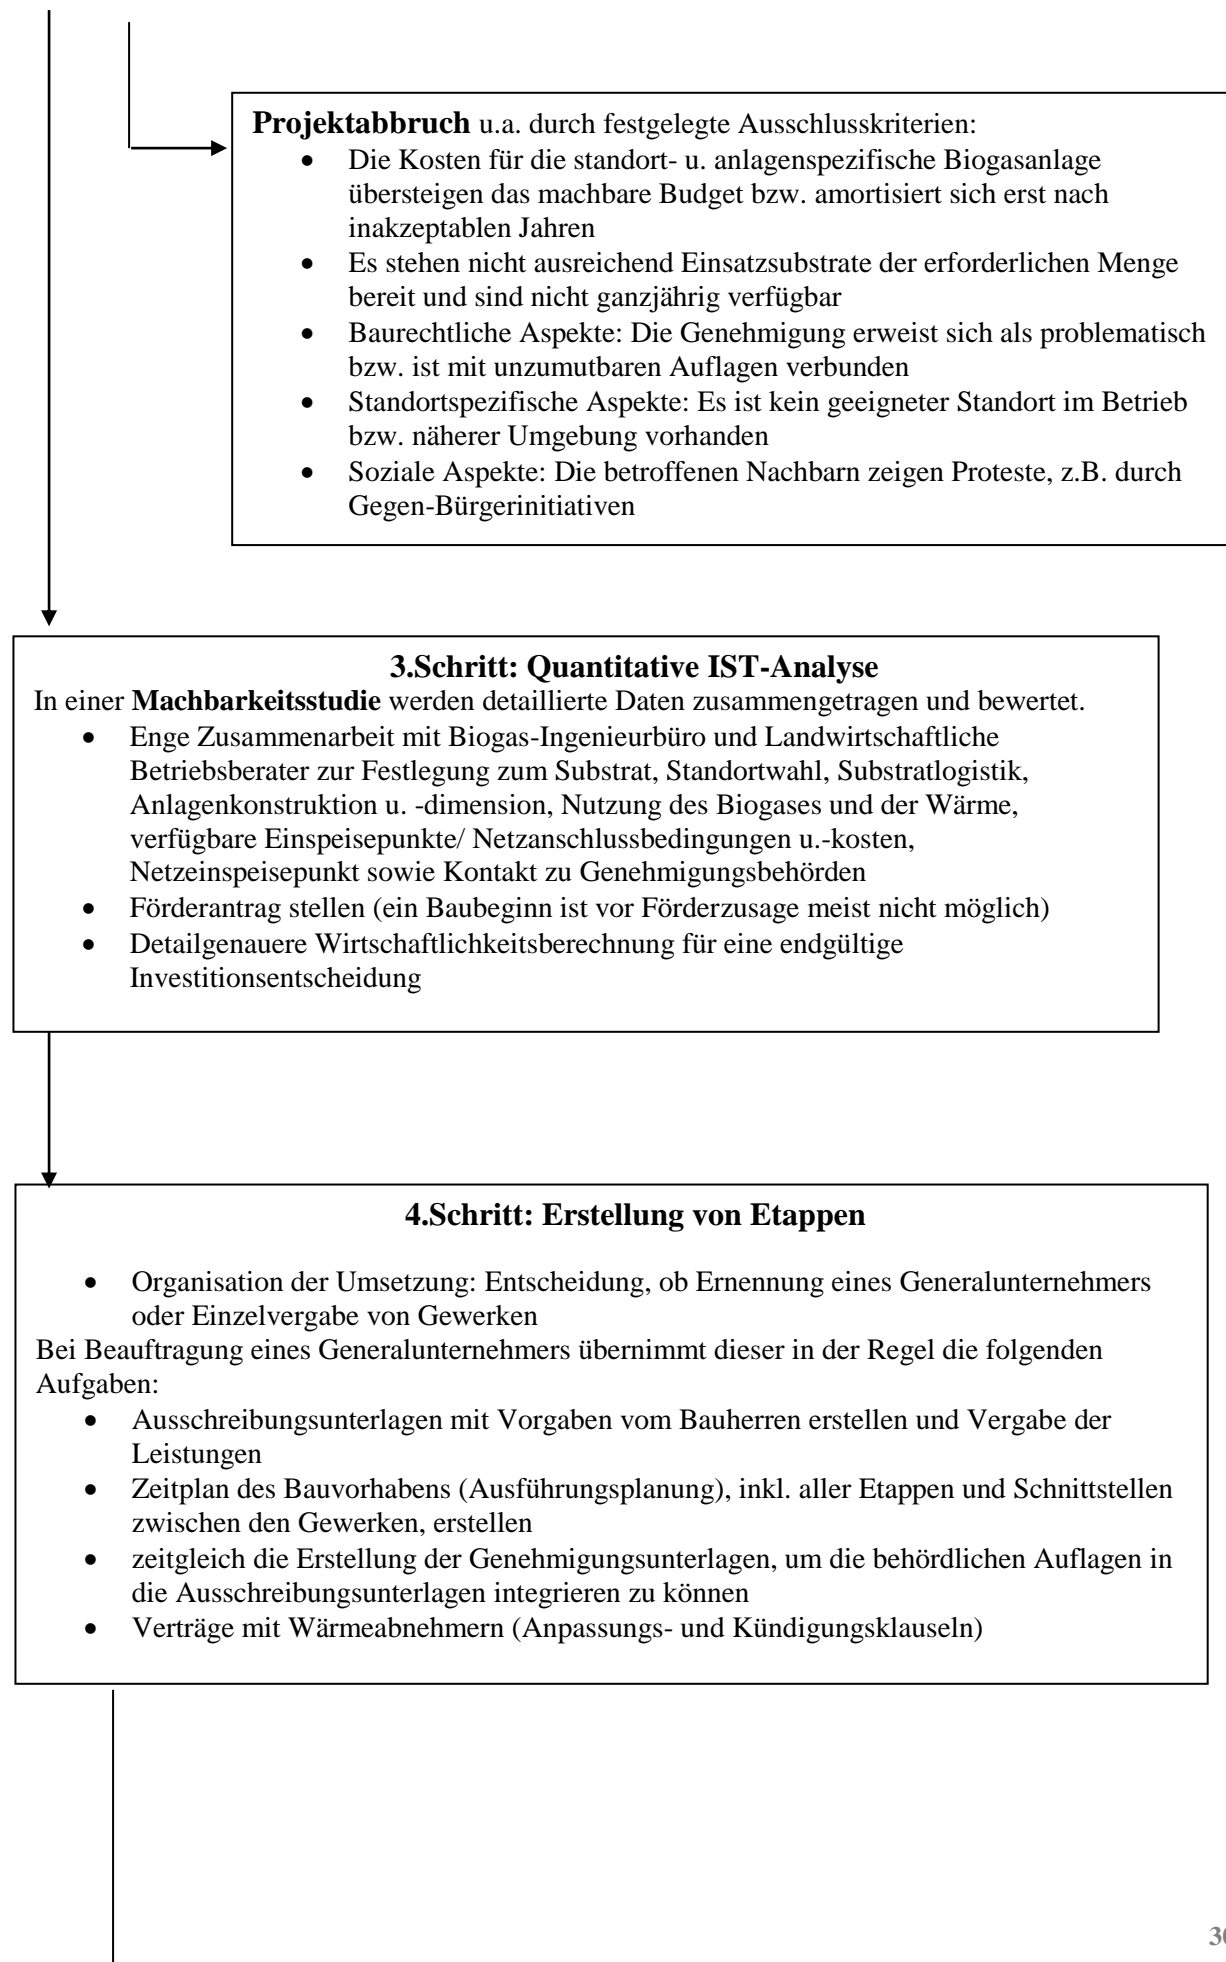 Projektabbruch u.a. durch festgelegte Ausschlusskriterien:
• Die Kosten für die standort- u. anlagenspezifische Biogasanlage
übersteigen das machbare Budget bzw. amortisiert sich erst nach
inakzeptablen Jahren
• Es stehen nicht ausreichend Einsatzsubstrate der erforderlichen Menge
bereit und sind nicht ganzjährig verfügbar
• Baurechtliche Aspekte: Die Genehmigung erweist sich als problematisch
bzw. ist mit unzumutbaren Auflagen verbunden
• Standortspezifische Aspekte: Es ist kein geeigneter Standort im Betrieb
bzw. näherer Umgebung vorhanden
• Soziale Aspekte: Die betroffenen Nachbarn zeigen Proteste, z.B. durch
Gegen-Bürgerinitiativen
3.Schritt: Quantitative IST-Analyse
In einer Machbarkeitsstudie werden detaillierte Daten zusammengetragen und bewertet.
• Enge Zusammenarbeit mit Biogas-Ingenieurbüro und Landwirtschaftliche
Betriebsberater zur Festlegung zum Substrat, Standortwahl, Substratlogistik,
Anlagenkonstruktion u. -dimension, Nutzung des Biogases und der Wärme,
verfügbare Einspeisepunkte/ Netzanschlussbedingungen u.-kosten,
Netzeinspeisepunkt sowie Kontakt zu Genehmigungsbehörden
• Förderantrag stellen (ein Baubeginn ist vor Förderzusage meist nicht möglich)
• Detailgenauere Wirtschaftlichkeitsberechnung für eine endgültige
Investitionsentscheidung
4.Schritt: Erstellung von Etappen
• Organisation der Umsetzung: Entscheidung, ob Ernennung eines Generalunternehmers
oder Einzelvergabe von Gewerken
Bei Beauftragung eines Generalunternehmers übernimmt dieser in der Regel die folgenden
Aufgaben:
• Ausschreibungsunterlagen mit Vorgaben vom Bauherren erstellen und Vergabe der
Leistungen
• Zeitplan des Bauvorhabens (Ausführungsplanung), inkl. aller Etappen und Schnittstellen
zwischen den Gewerken, erstellen
• zeitgleich die Erstellung der Genehmigungsunterlagen, um die behördlichen Auflagen in
die Ausschreibungsunterlagen integrieren zu können
• Verträge mit Wärmeabnehmern (Anpassungs- und Kündigungsklauseln)